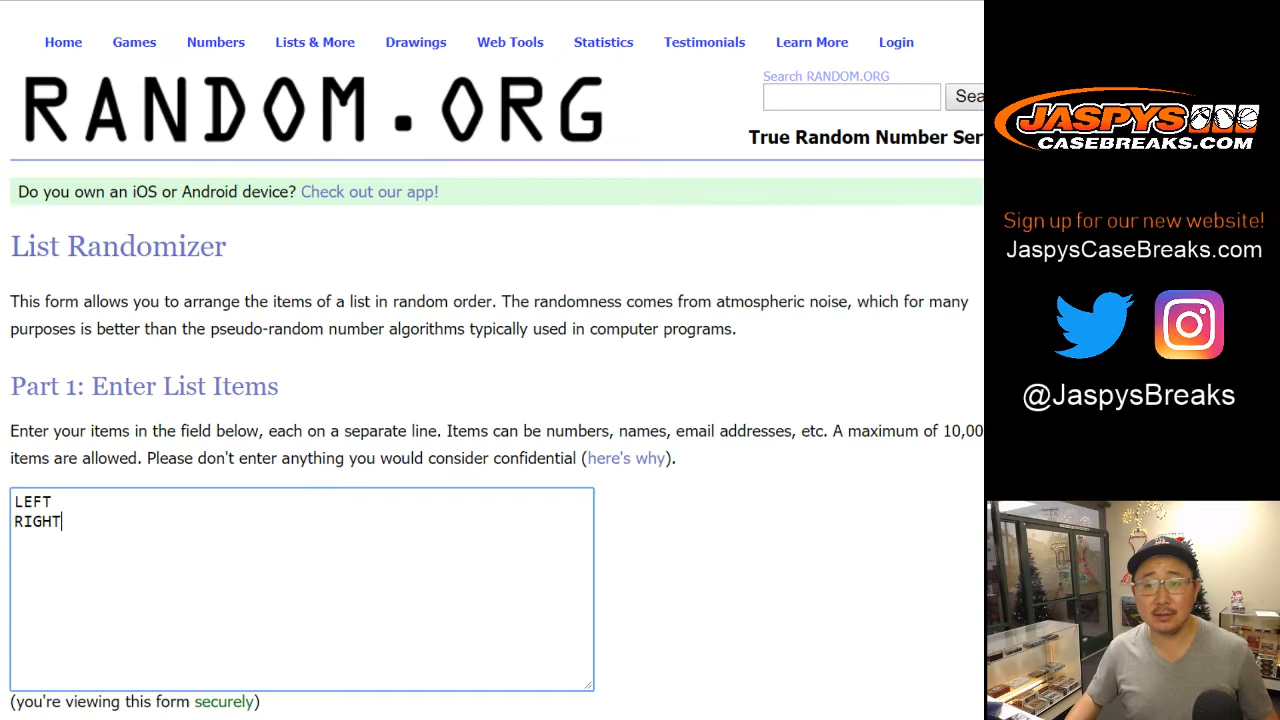 Home Games Numbers Lists & More Drawings Web Tools Statistics Testimonials Learn More Login
RANDOM.ORG
Search RANDOM.ORG
Sea
True Random Number Ser
Do you own an iOS or Android device? Check out our app!
List Randomizer
This form allows you to arrange the items of a list in random order. The randomness comes from atmospheric noise, which for many
purposes is better than the pseudo-random number algorithms typically used in computer programs.
Part 1: Enter List Items
Enter your items in the field below, each on a separate line. Items can be numbers, names, email addresses, etc. A maximum of 10,00
items are allowed. Please don't enter anything you would consider confidential (here's why).
LEFT
RIGHT
(you're viewing this form securely)
JASPYS
CASEBREAKS.COM
Sign up for our new website!
JaspysCaseBreaks.com
@JaspysBreaks